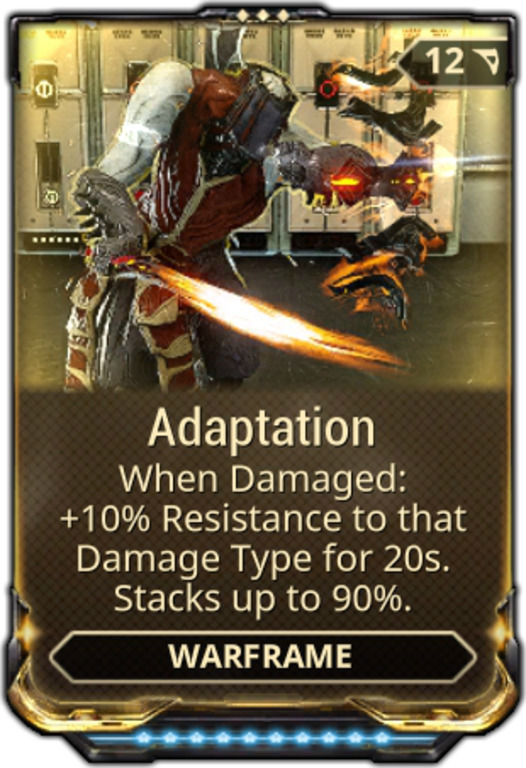 12
Adaptation
When Damaged:
+10% Resistance to that
Damage Type for 20s.
Stacks up to 90%.
WARFRAME